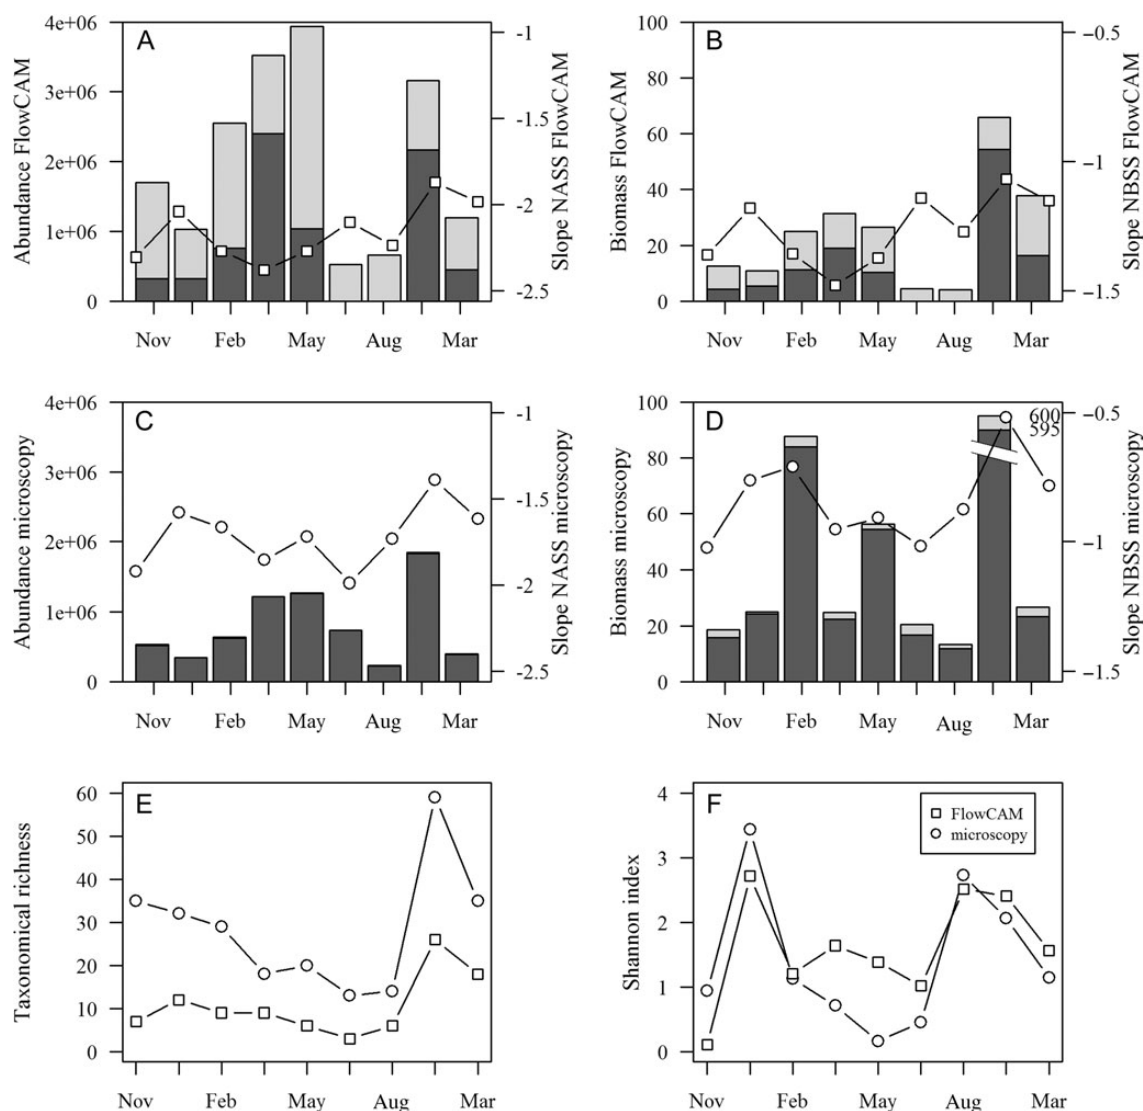 A
Abundance FlowCAM
4e+06
3e+06
2e+06
1e+06
0
Nov Feb May Aug Mar
-1
-1.5
-2
-2.5
Slope NASS FlowCAM
B
Biomass FlowCAM
100
80
60
40
20
0
Nov Feb May Aug Mar
-0.5
-1
-1.5
Slope NBSS FlowCAM
C
Abundance microscopy
4e+06
3e+06
2e+06
1e+06
0
Nov Feb May Aug Mar
-1
-1.5
-2
-2.5
Slope NASS microscopy
D
Biomass microscopy
100
80
60
40
20
0
600
595
Nov Feb May Aug Mar
-0.5
-1
-1.5
Slope NBSS microscopy
E
Taxonomical richness
60
50
40
30
20
10
0
Nov Feb May Aug Mar
F
Shannon index
4
3
2
1
0
FlowCAM
microscopy
Nov Feb May Aug Mar